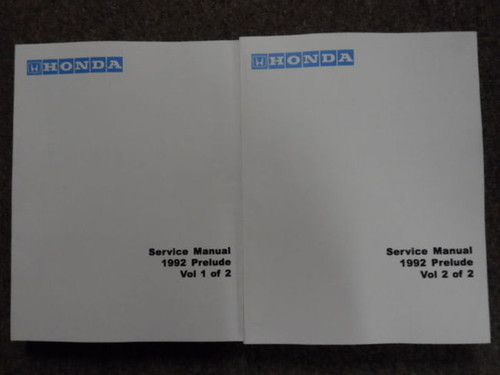 HONDA
Service Manual
1992 Prelude
Vol 1 of 2
HONDA
Service Manual
1992 Prelude
Vol 2 of 2